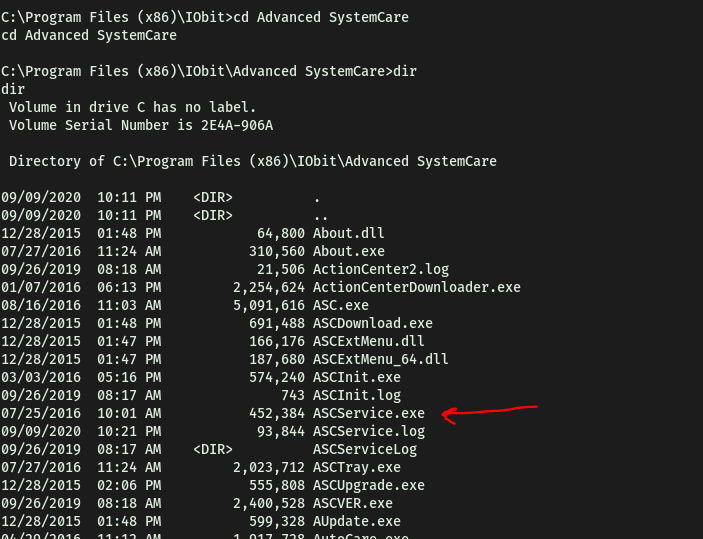 C:\Program Files (x86)\IObit>cd Advanced SystemCare
cd Advanced SystemCare
C:\Program Files (x86)\IObit\Advanced SystemCare>dir
dir
 Volume in drive C has no label.
 Volume Serial Number is 2E4A-906A
 Directory of C:\Program Files (x86)\IObit\Advanced SystemCare
09/09/2020  10:11 PM    <DIR>          .
09/09/2020  10:11 PM    <DIR>          ..
12/28/2015  01:48 PM            64,800 About.dll
07/27/2016  11:24 AM           310,560 About.exe
09/26/2019  08:18 AM            21,506 ActionCenter2.log
01/07/2016  06:13 PM         2,254,624 ActionCenterDownloader.exe
08/16/2016  11:03 AM         5,091,616 ASC.exe
12/28/2015  01:48 PM           691,488 ASCDownload.exe
12/28/2015  01:47 PM           166,176 ASCExtMenu.dll
12/28/2015  01:47 PM           187,680 ASCExtMenu_64.dll
03/03/2016  05:16 PM           574,240 ASCInit.exe
09/26/2019  08:17 AM               743 ASCInit.log
07/25/2016  10:01 AM           452,384 ASCService.exe
09/09/2020  10:21 PM            93,844 ASCService.log
09/26/2019  08:17 AM    <DIR>          ASCServiceLog
07/27/2016  11:24 AM         2,023,712 ASCTray.exe
12/28/2015  02:06 PM           555,808 ASCUpgrade.exe
09/26/2019  08:18 AM         2,400,528 ASCVER.exe
12/28/2015  01:48 PM           599,328 AUpdate.exe
04/29/2016  11:12 AM         1,917,728 AutoCare.exe